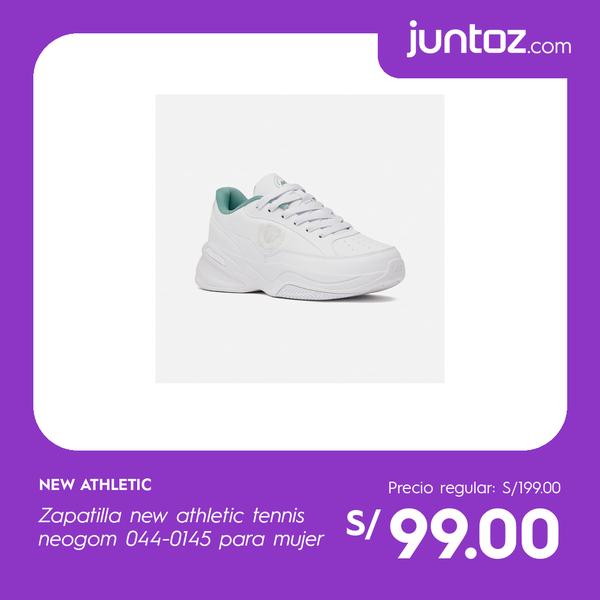 juntoz.com
NEW ATHLETIC
Zapatilla new athletic tennis
neogom 044-0145 para mujer
Precio regular: S/199.00
S/99.00